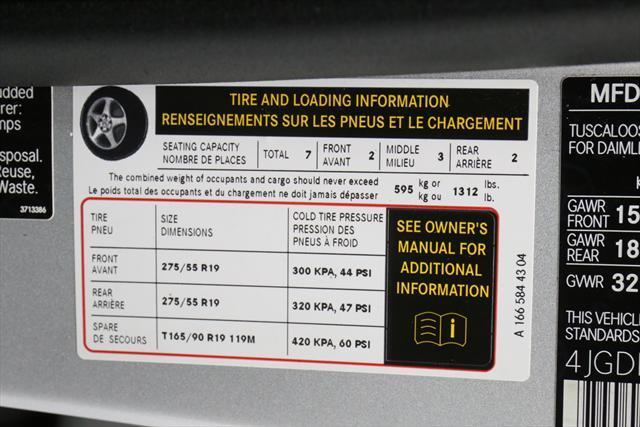 dded
rer:
mps
sposal.
Reuse,
Waste.
3713386
TIRE AND LOADING INFORMATION
RENSEIGNEMENTS SUR LES PNEUS ET LE CHARGEMENT
SEATING CAPACITY
NOMBRE DE PLACES
TOTAL 7
FRONT
AVANT 2
MIDDLE
MILIEU 3
REAR
ARRIÈRE 2
The combined weight of occupants and cargo should never exceed
Le poids total des occupants et du chargement ne doit jamais dépasser
595 kg or
kg ou
1312 lbs.
lb.
TIRE
PNEU
SIZE
DIMENSIONS
COLD TIRE PRESSURE
PRESSION DES
PNEUS À FROID
FRONT
AVANT
275/55 R19
300 KPA, 44 PSI
REAR
ARRIÈRE
275/55 R19
320 KPA, 47 PSI
SPARE
DE SECOURS
T165/90 R19 119M
420 KPA, 60 PSI
SEE OWNER'S
MANUAL FOR
ADDITIONAL
INFORMATION
i
A 166 584 43 04
MFD
TUSCALOOS
FOR DAIML
K
GAWR
FRONT 15
GAWR
REAR 18
GVWR 32
THIS VEHICLE
STANDARDS
4JGD